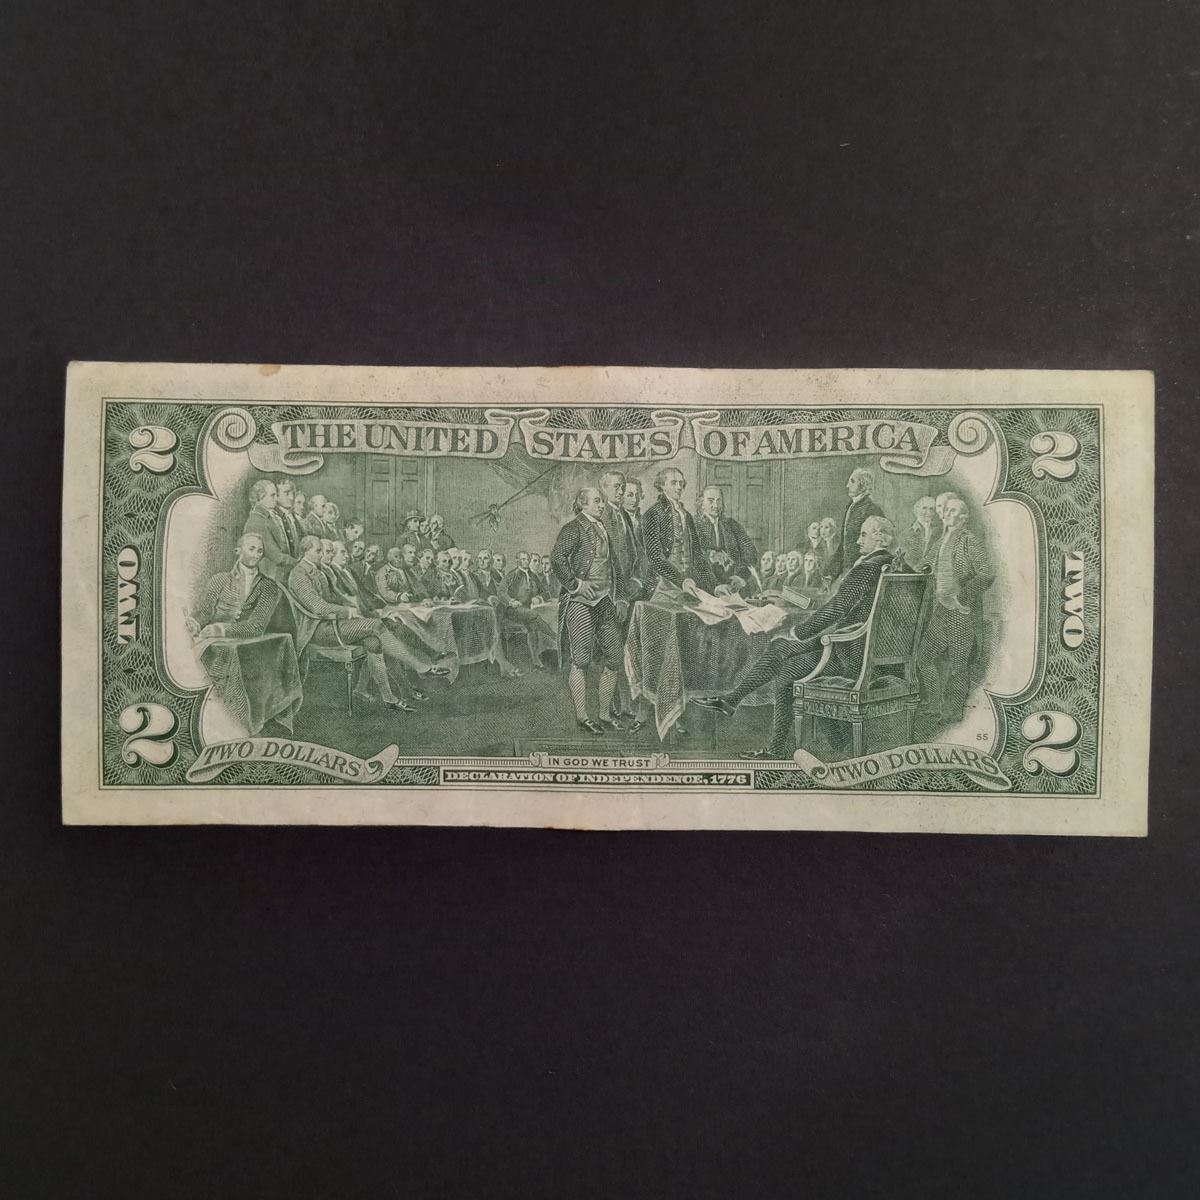 2 THE UNITED STATES OF AMERICA 2
TWO TWO
55
2 TWO DOLLARS IN GOD WE TRUST TWO DOLLARS 2
DECLARATION OF INDEPENDENCE, 1776